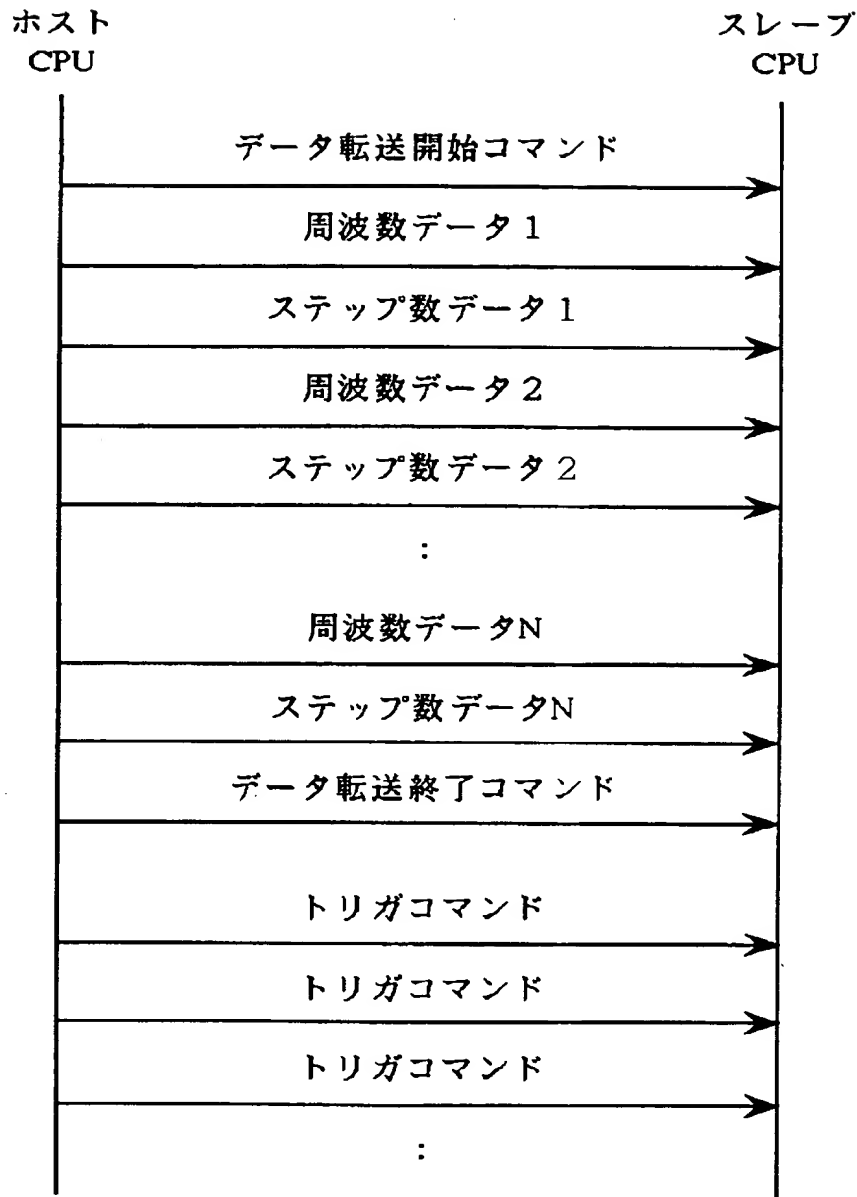 ホスト
CPU
スレーブ
CPU
データ転送開始コマンド
周波数データ1
ステップ数データ1
周波数データ2
ステップ数データ2
:
周波数データN
ステップ数データN
データ転送終了コマンド
トリガコマンド
トリガコマンド
トリガコマンド
: